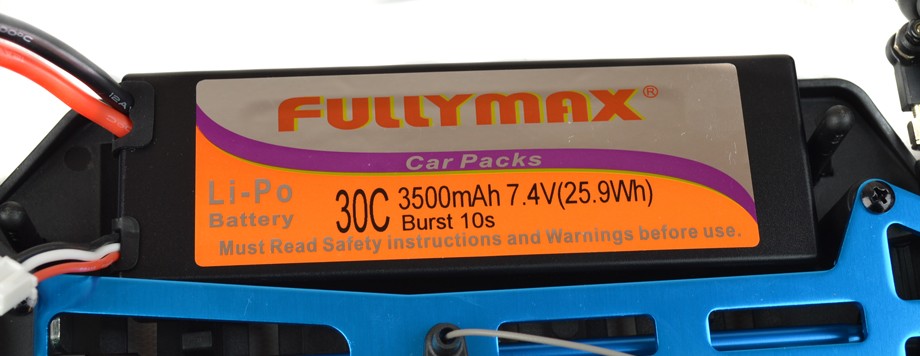 FULLYMAX®
Car Packs
Li-Po
Battery
30C 3500mAh 7.4V(25.9Wh)
Burst 10s
Must Read Safety instructions and Warnings before use.
12A